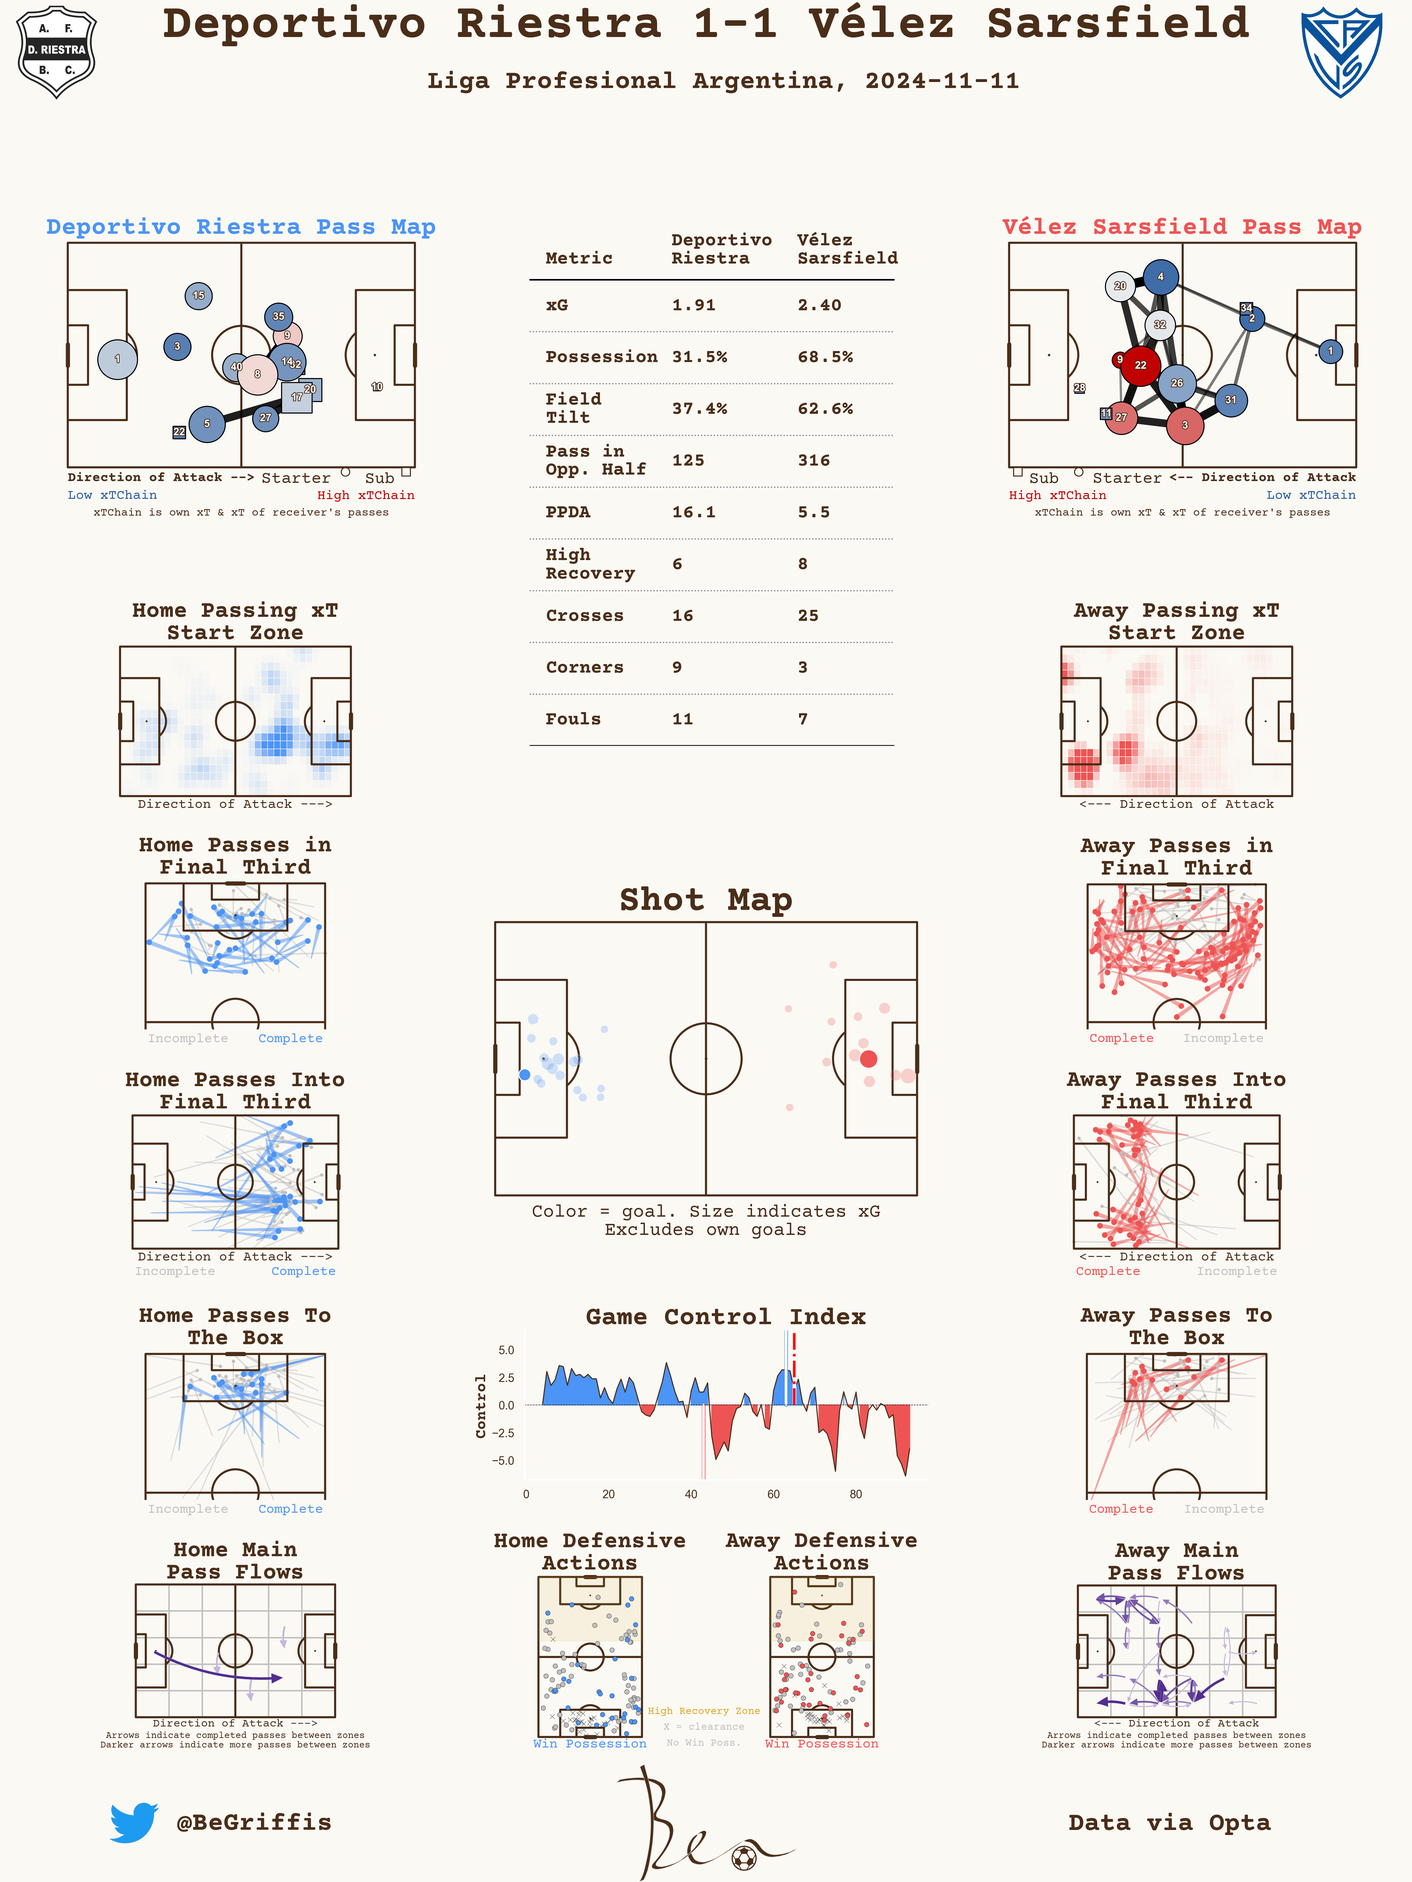 Deportivo Riestra 1-1 Vélez Sarsfield
Liga Profesional Argentina, 2024-11-11
A. F.
D. RIESTRA
B. C.
Deportivo Riestra Pass Map
15
35
9
3
1
40
8
14
32
20
17
10
5
27
22
Direction of Attack --> Starter Sub
Low xTChain High xTChain
xTChain is own xT & xT of receiver's passes
Metric Deportivo Riestra Vélez Sarsfield
xG 1.91 2.40
Possession 31.5% 68.5%
Field Tilt 37.4% 62.6%
Pass in Opp. Half 125 316
PPDA 16.1 5.5
High Recovery 6 8
Crosses 16 25
Corners 9 3
Fouls 11 7
Vélez Sarsfield Pass Map
4
20
34
2
32
1
9
22
26
28
31
11
27
3
Sub Starter <-- Direction of Attack
High xTChain Low xTChain
xTChain is own xT & xT of receiver's passes
Home Passing xT
Start Zone
Direction of Attack --->
Away Passing xT
Start Zone
<--- Direction of Attack
Home Passes in
Final Third
Incomplete Complete
Shot Map
Color = goal. Size indicates xG
Excludes own goals
Away Passes in
Final Third
Complete Incomplete
Home Passes Into
Final Third
Direction of Attack --->
Incomplete Complete
Away Passes Into
Final Third
<--- Direction of Attack
Complete Incomplete
Home Passes To
The Box
Incomplete Complete
Game Control Index
Control
5.0
2.5
0.0
−2.5
−5.0
0 20 40 60 80
Away Passes To
The Box
Complete Incomplete
Home Main
Pass Flows
Direction of Attack --->
Arrows indicate completed passes between zones
Darker arrows indicate more passes between zones
Home Defensive
Actions
Win Possession
High Recovery Zone
X = clearance
No Win Poss.
Away Defensive
Actions
Win Possession
Away Main
Pass Flows
<--- Direction of Attack
Arrows indicate completed passes between zones
Darker arrows indicate more passes between zones
@BeGriffis
Ben
Data via Opta